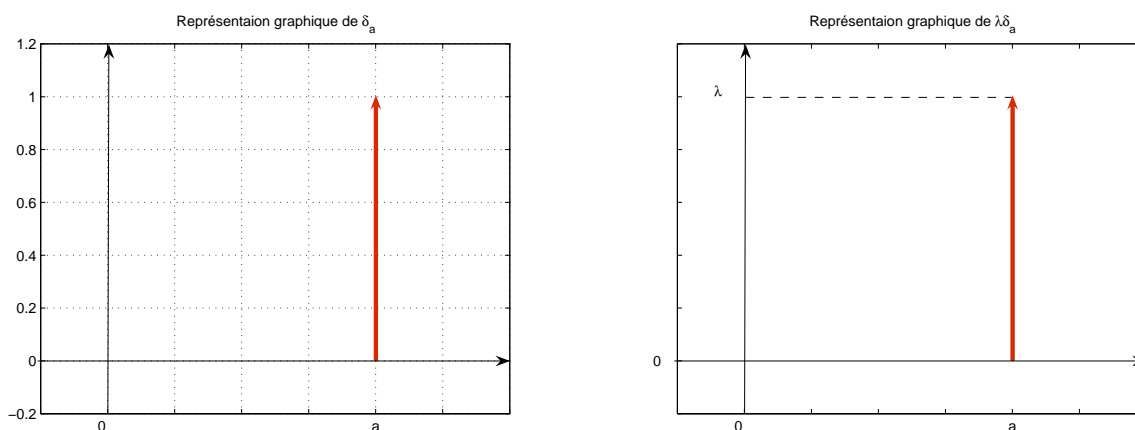 Représentaion graphique de δa
1.2
1
0.8
0.6
0.4
0.2
0
−0.2
0
a
Représentaion graphique de λδa
λ
0
0
a